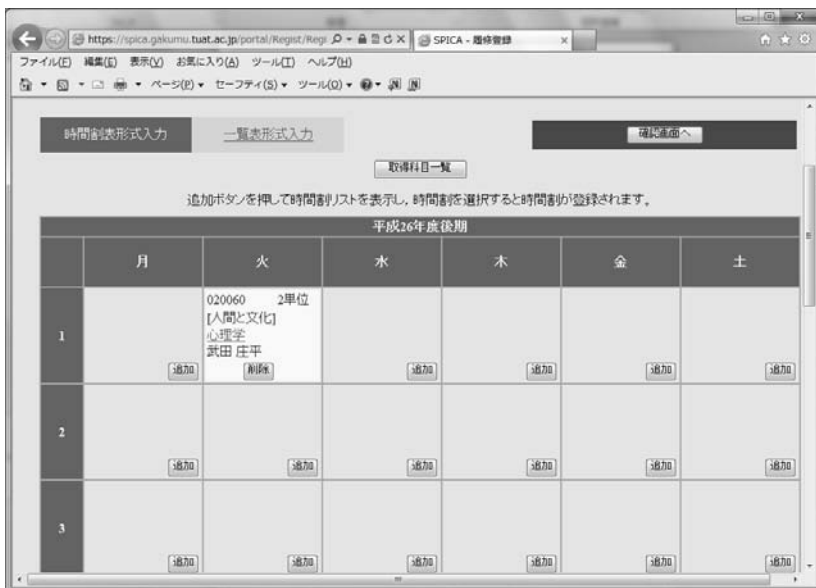 https://spica.gakumu.tuat.ac.jp/portal/Regist/Regi
SPICA - 履修登録
ファイル(F) 編集(E) 表示(V) お気に入り(A) ツール(T) ヘルプ(H)
ページ(P) セーフティ(S) ツール(O)
時間割表形式入力 一覧表形式入力 確認画面へ
取得科目一覧
追加ボタンを押して時間割リストを表示し, 時間割を選択すると時間割が登録されます。
平成26年度後期
月 火 水 木 金 土
020060 2単位
[人間と文化]
心理学
武田 庄平
1
追加 削除 追加 追加 追加 追加
2
追加 追加 追加 追加 追加 追加
3
追加 追加 追加 追加 追加 追加